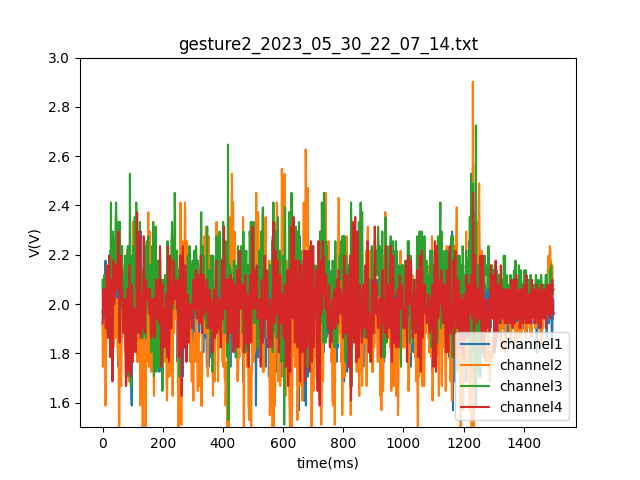 gesture2_2023_05_30_22_07_14.txt
V(V)
3.0
2.8
2.6
2.4
2.2
2.0
1.8
1.6
channel1
channel2
channel3
channel4
0 200 400 600 800 1000 1200 1400
time(ms)